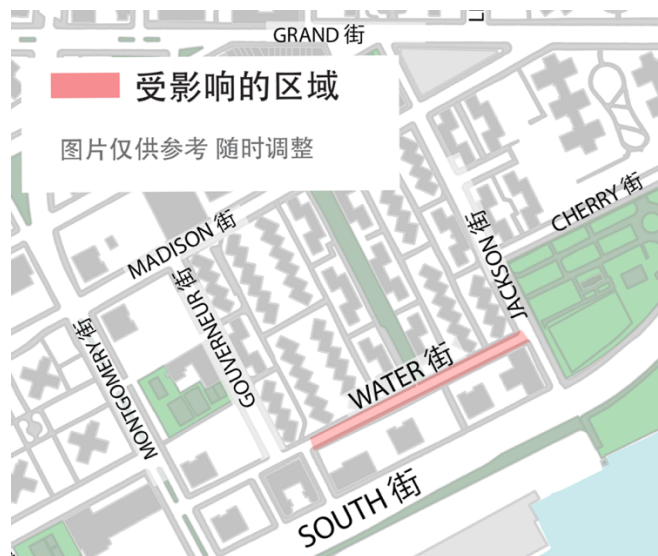 GRAND 街
受影响的区域
图片仅供参考 随时调整
CHERRY 街
MADISON 街
JACKSON 街
GOUVERNEUR 街
MONTGOMERY 街
WATER 街
SOUTH 街